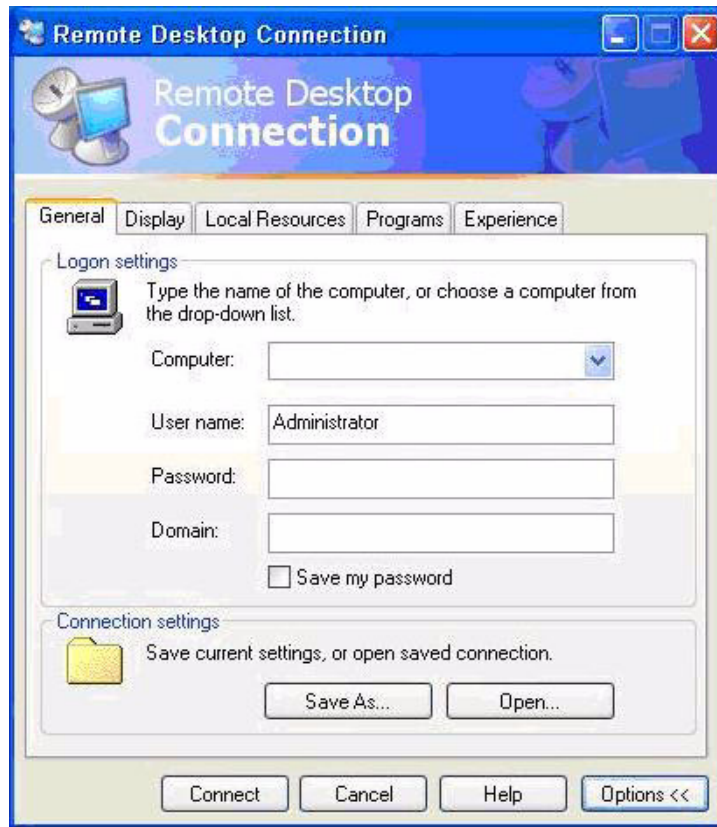 Remote Desktop Connection
Remote Desktop
Connection
General Display Local Resources Programs Experience
Logon settings
Type the name of the computer, or choose a computer from
the drop-down list.
Computer:
User name: Administrator
Password:
Domain:
Save my password
Connection settings
Save current settings, or open saved connection.
Save As... Open...
Connect Cancel Help Options <<